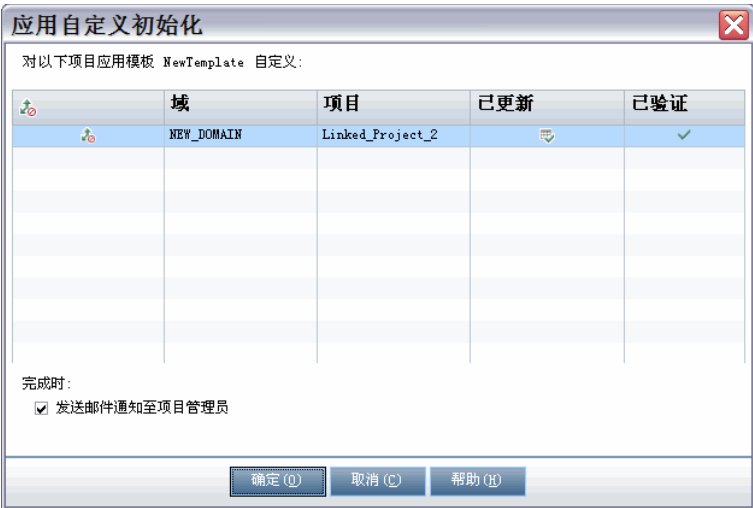 应用自定义初始化
对以下项目应用模板 NewTemplate 自定义:
域 项目 已更新 已验证
NEW_DOMAIN Linked_Project_2
完成时:
发送邮件通知至项目管理员
确定(O) 取消(C) 帮助(H)